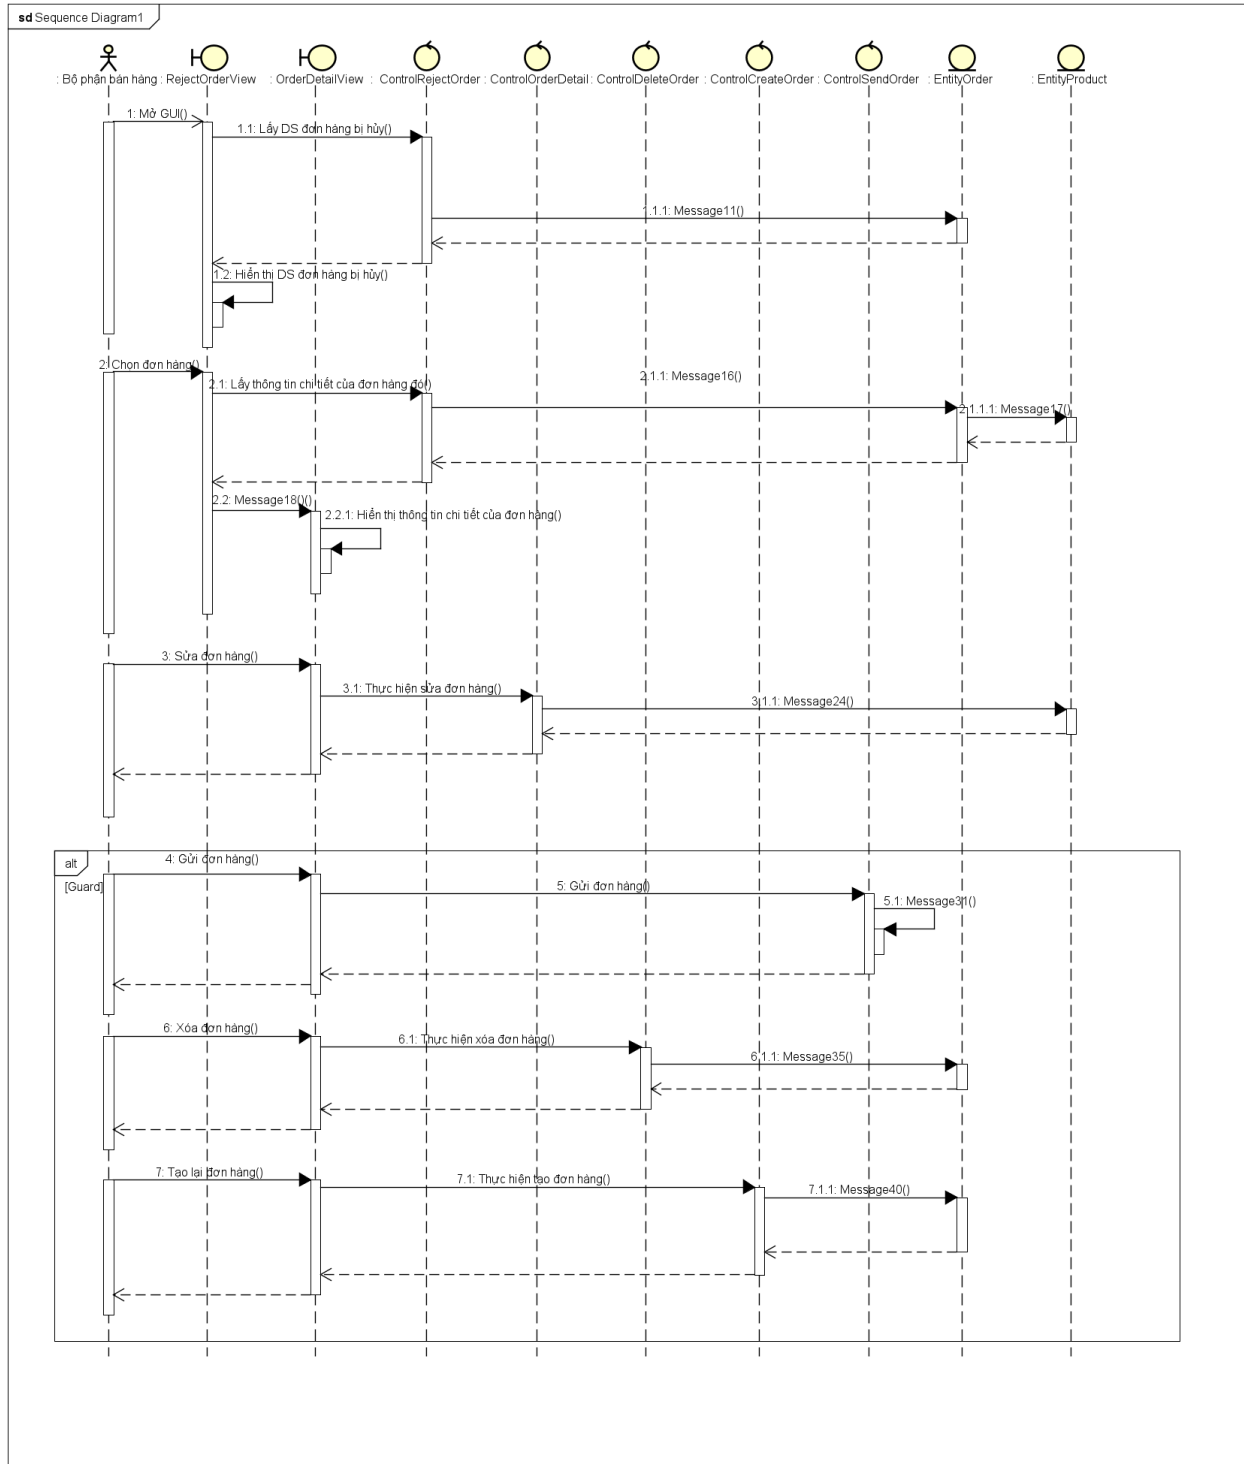 sd Sequence Diagram1
: Bộ phận bán hàng
: RejectOrderView
: OrderDetailView
: ControlRejectOrder
: ControlOrderDetail
: ControlDeleteOrder
: ControlCreateOrder
: ControlSendOrder
: EntityOrder
: EntityProduct
1: Mở GUI()
1.1: Lấy DS đơn hàng bị hủy()
1.1.1: Message11()
1.2: Hiển thị DS đơn hàng bị hủy()
2: Chọn đơn hàng()
2.1: Lấy thông tin chi tiết của đơn hàng đó()
2.1.1: Message16()
2.1.1.1: Message17()
2.2: Message18()()
2.2.1: Hiển thị thông tin chi tiết của đơn hàng()
3: Sửa đơn hàng()
3.1: Thực hiện sửa đơn hàng()
3.1.1: Message24()
alt
[Guard]
4: Gửi đơn hàng()
5: Gửi đơn hàng()
5.1: Message31()
6: Xóa đơn hàng()
6.1: Thực hiện xóa đơn hàng()
6.1.1: Message35()
7: Tạo lại đơn hàng()
7.1: Thực hiện tạo đơn hàng()
7.1.1: Message40()